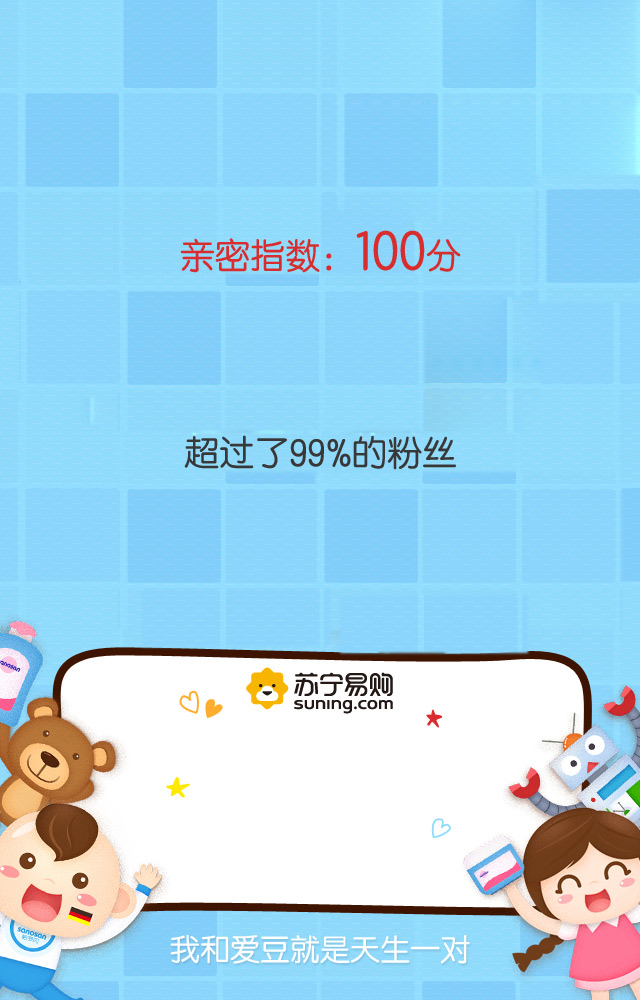 亲密指数：100分
超过了99%的粉丝
sanosan
苏宁易购
suning.com
sanosan
我和爱豆就是天生一对